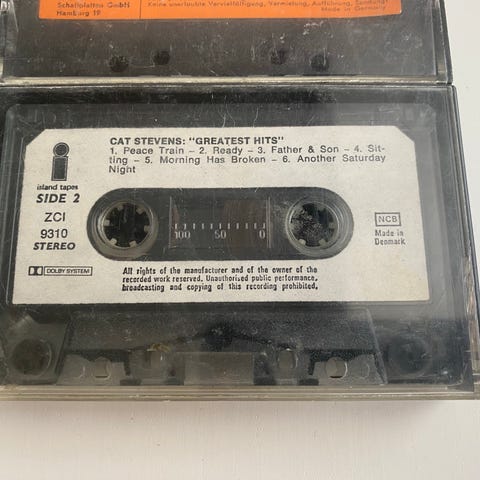 Schallplatten GmbH
Hamburg 19
Keine unerlaubte Vervielfältigung, Vermietung, Aufführung, Sendung!
Made in Germany
CAT STEVENS: "GREATEST HITS"
1. Peace Train – 2. Ready – 3. Father & Son – 4. Sit-
ting – 5. Morning Has Broken – 6. Another Saturday
Night
i
island tapes
SIDE 2
ZCI
9310
STEREO
100 50 0
NCB
Made in
Denmark
DOLBY SYSTEM
All rights of the manufacturer and of the owner of the
recorded work reserved. Unauthorised public performance,
broadcasting and copying of this recording prohibited.